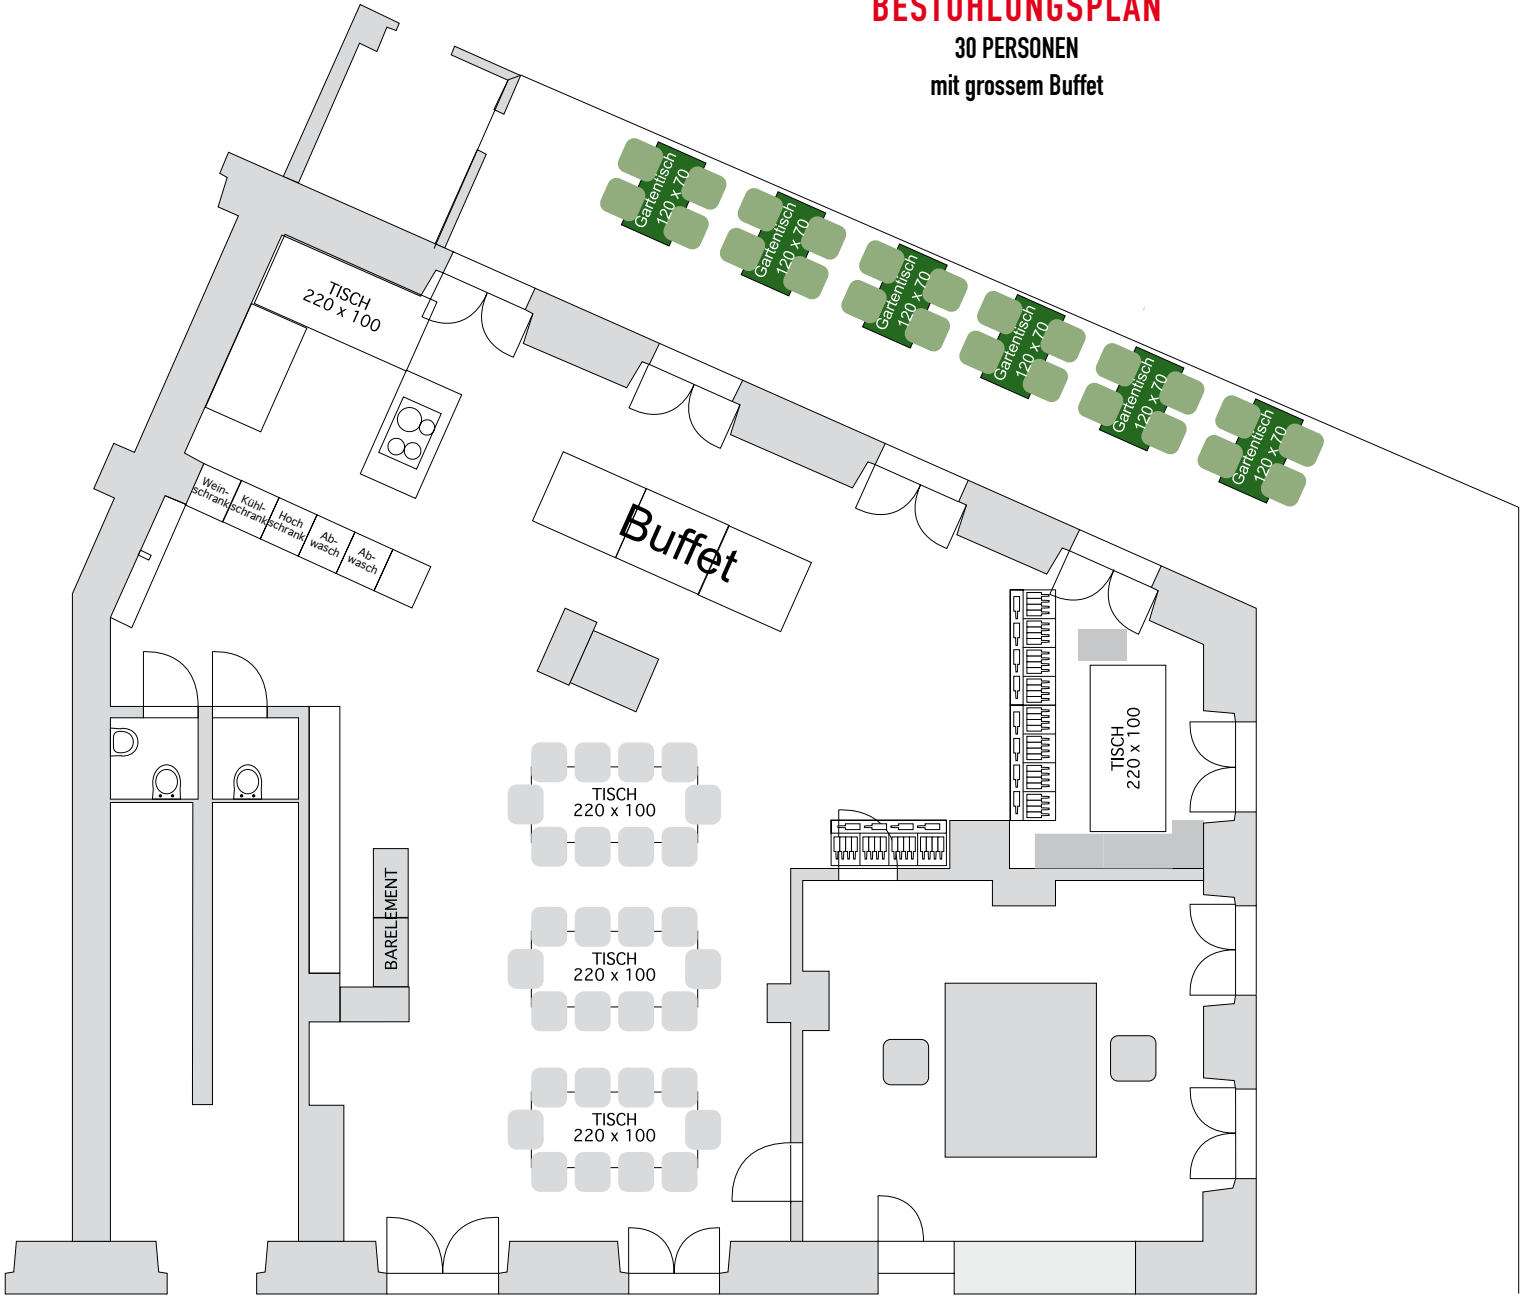 BESTUHLUNGSPLAN
30 PERSONEN
mit grossem Buffet
Gartentisch
120 x 70
Gartentisch
120 x 70
Gartentisch
120 x 70
Gartentisch
120 x 70
Gartentisch
120 x 70
Gartentisch
120 x 70
TISCH
220 x 100
Wein-
schrank
Kühl-
schrank
Hoch
schrank
Ab-
wasch
Ab-
wasch
Buffet
TISCH
220 x 100
TISCH
220 x 100
BARELEMENT
TISCH
220 x 100
TISCH
220 x 100